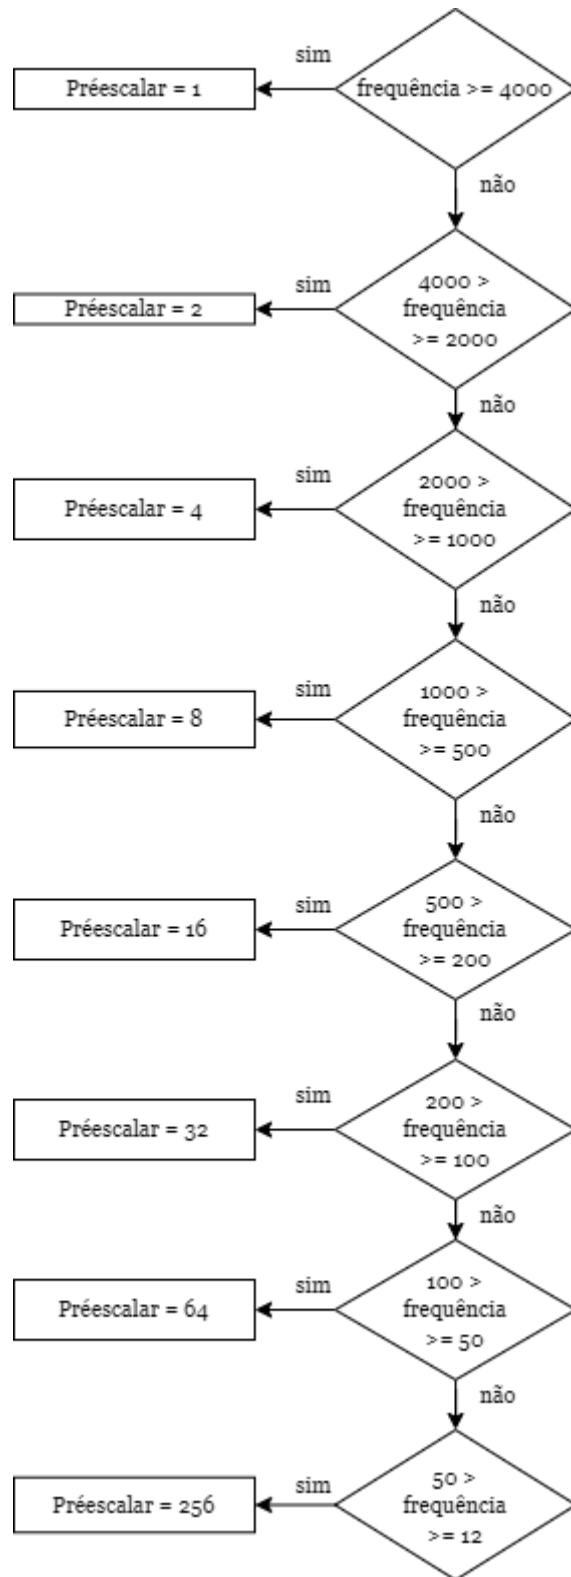 sim
Préescalar = 1
frequência >= 4000
não
sim
Préescalar = 2
4000 >
frequência
>= 2000
não
sim
Préescalar = 4
2000 >
frequência
>= 1000
não
sim
Préescalar = 8
1000 >
frequência
>= 500
não
sim
Préescalar = 16
500 >
frequência
>= 200
não
sim
Préescalar = 32
200 >
frequência
>= 100
não
sim
Préescalar = 64
100 >
frequência
>= 50
não
sim
Préescalar = 256
50 >
frequência
>= 12